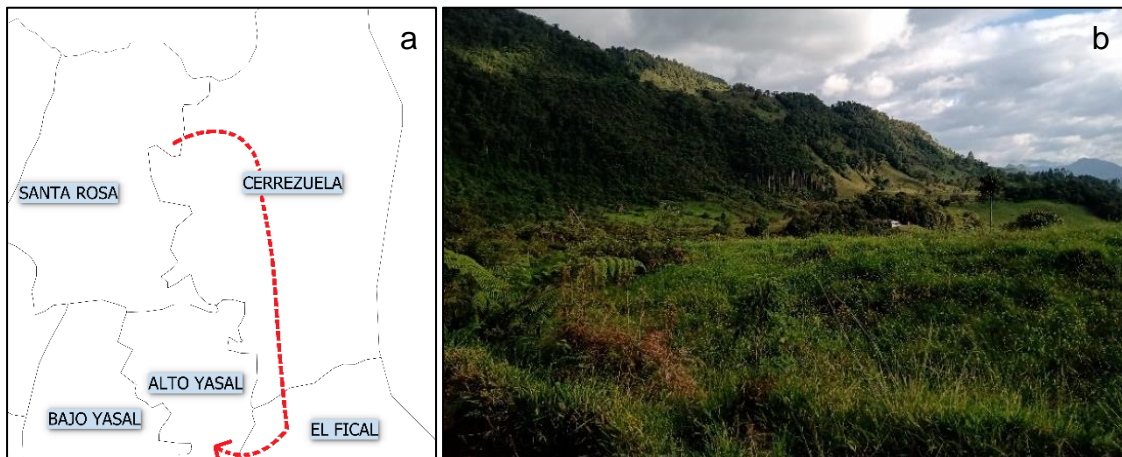 a
b
SANTA ROSA
CERREZUELA
ALTO YASAL
BAJO YASAL
EL FICAL